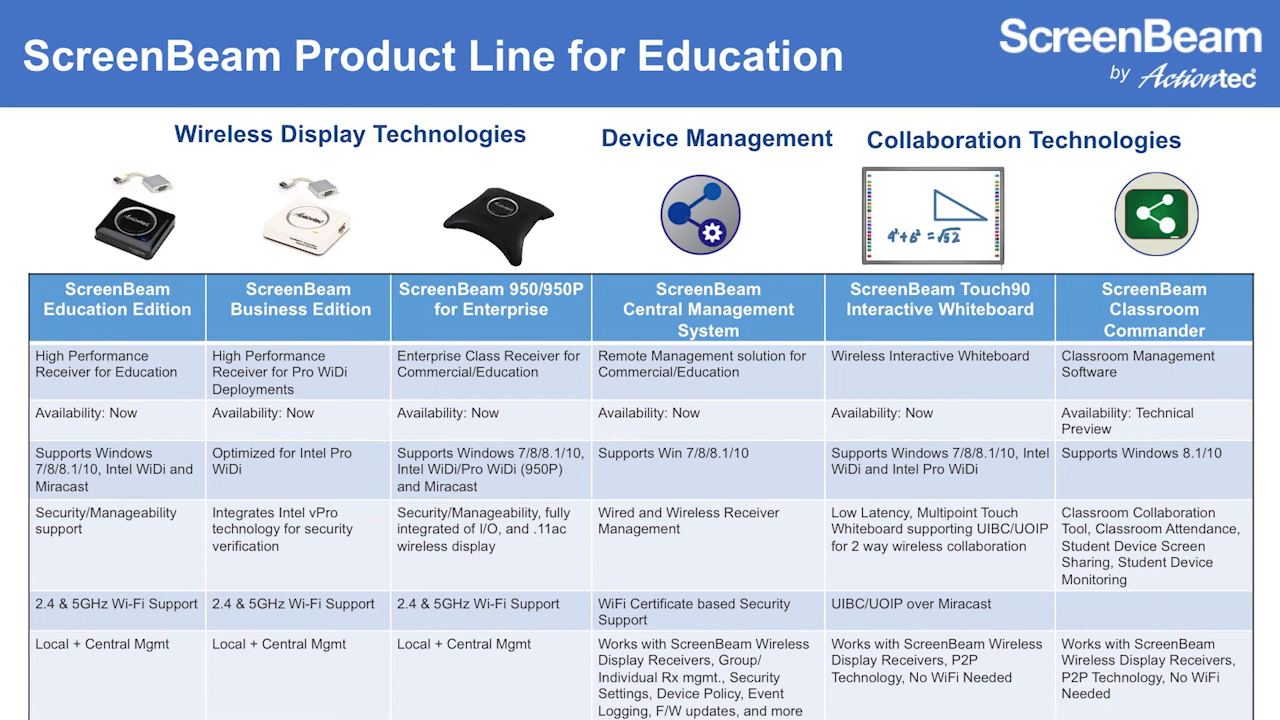 ScreenBeam Product Line for Education
ScreenBeam
by Actiontec
Wireless Display Technologies
Device Management
Collaboration Technologies
Actiontec
Actiontec
4² + 6² = √52
ScreenBeam
Education Edition
ScreenBeam
Business Edition
ScreenBeam 950/950P
for Enterprise
ScreenBeam
Central Management
System
ScreenBeam Touch90
Interactive Whiteboard
ScreenBeam
Classroom
Commander
High Performance
Receiver for Education
High Performance
Receiver for Pro WiDi
Deployments
Enterprise Class Receiver for
Commercial/Education
Remote Management solution for
Commercial/Education
Wireless Interactive Whiteboard
Classroom Management
Software
Availability: Now
Availability: Now
Availability: Now
Availability: Now
Availability: Now
Availability: Technical
Preview
Supports Windows
7/8/8.1/10, Intel WiDi and
Miracast
Optimized for Intel Pro
WiDi
Supports Windows 7/8/8.1/10,
Intel WiDi/Pro WiDi (950P)
and Miracast
Supports Win 7/8/8.1/10
Supports Windows 7/8/8.1/10, Intel
WiDi and Intel Pro WiDi
Supports Windows 8.1/10
Security/Manageability
support
Integrates Intel vPro
technology for security
verification
Security/Manageability, fully
integrated of I/O, and .11ac
wireless display
Wired and Wireless Receiver
Management
Low Latency, Multipoint Touch
Whiteboard supporting UIBC/UOIP
for 2 way wireless collaboration
Classroom Collaboration
Tool, Classroom Attendance,
Student Device Screen
Sharing, Student Device
Monitoring
2.4 & 5GHz Wi-Fi Support
2.4 & 5GHz Wi-Fi Support
2.4 & 5GHz Wi-Fi Support
WiFi Certificate based Security
Support
UIBC/UOIP over Miracast
Local + Central Mgmt
Local + Central Mgmt
Local + Central Mgmt
Works with ScreenBeam Wireless
Display Receivers, Group/
Individual Rx mgmt., Security
Settings, Device Policy, Event
Logging, F/W updates, and more
Works with ScreenBeam Wireless
Display Receivers, P2P
Technology, No WiFi Needed
Works with ScreenBeam
Wireless Display Receivers,
P2P Technology, No WiFi
Needed